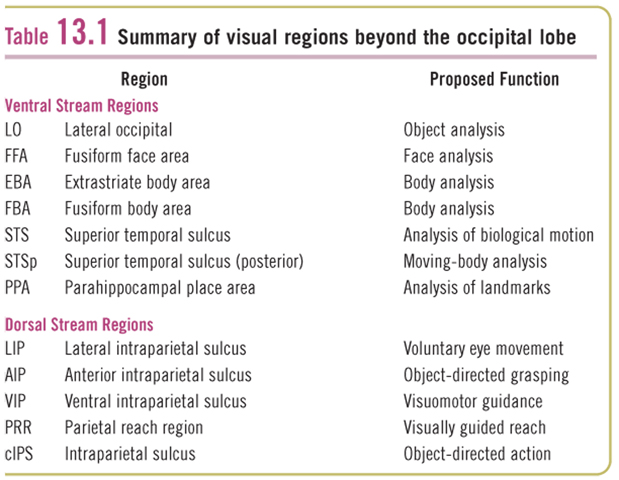 Table 13.1 Summary of visual regions beyond the occipital lobe
Region Proposed Function
Ventral Stream Regions
LO Lateral occipital Object analysis
FFA Fusiform face area Face analysis
EBA Extrastriate body area Body analysis
FBA Fusiform body area Body analysis
STS Superior temporal sulcus Analysis of biological motion
STSp Superior temporal sulcus (posterior) Moving-body analysis
PPA Parahippocampal place area Analysis of landmarks
Dorsal Stream Regions
LIP Lateral intraparietal sulcus Voluntary eye movement
AIP Anterior intraparietal sulcus Object-directed grasping
VIP Ventral intraparietal sulcus Visuomotor guidance
PRR Parietal reach region Visually guided reach
cIPS Intraparietal sulcus Object-directed action